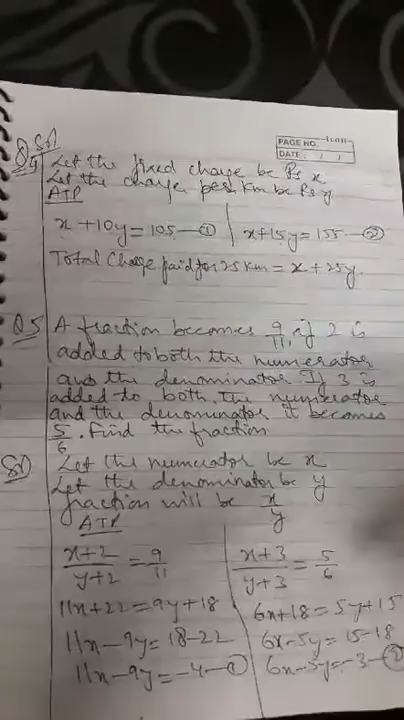 PAGE NO.
DATE: / /
Sol
Q4 Let the fixed charge be Rs x
Let the charge per km be Rs y
ATP
x + 10y = 105 — ① | x + 15y = 155 — ②
Total Charge paid for 25 km = x + 25y.
Q5 A fraction becomes 9/11, if 2 is
added to both the numerator
and the denominator If 3 is
added to both the numerator
and the denominator it becomes
5/6. Find the fraction
Sol Let the numerator be x
Let the denominator be y
fraction will be x/y
ATP
x+2/y+2 = 9/11 x+3/y+3 = 5/6
11x+22 = 9y+18 6x+18 = 5y+15
11x-9y = 18-22 6x-5y = 15-18
11x-9y = -4 — ① 6x-5y = -3 — ②